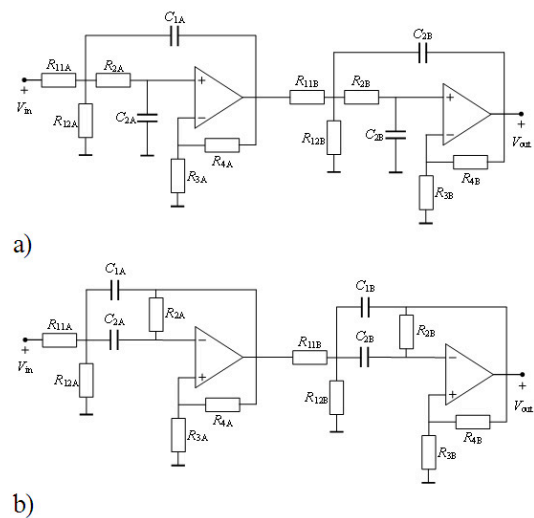 C1A
C2B
R11A
R2A
R11B
R2B
+
+
+
Vin
R12A
C2A
−
R12B
C2B
−
+
Vout
R4A
R4B
R3A
R3B
a)
C1A
C1B
R11A
C2A
R2A
R11B
C2B
R2B
+
Vin
−
−
R12A
+
R12B
+
+
Vout
R4A
R4B
R3A
R3B
b)